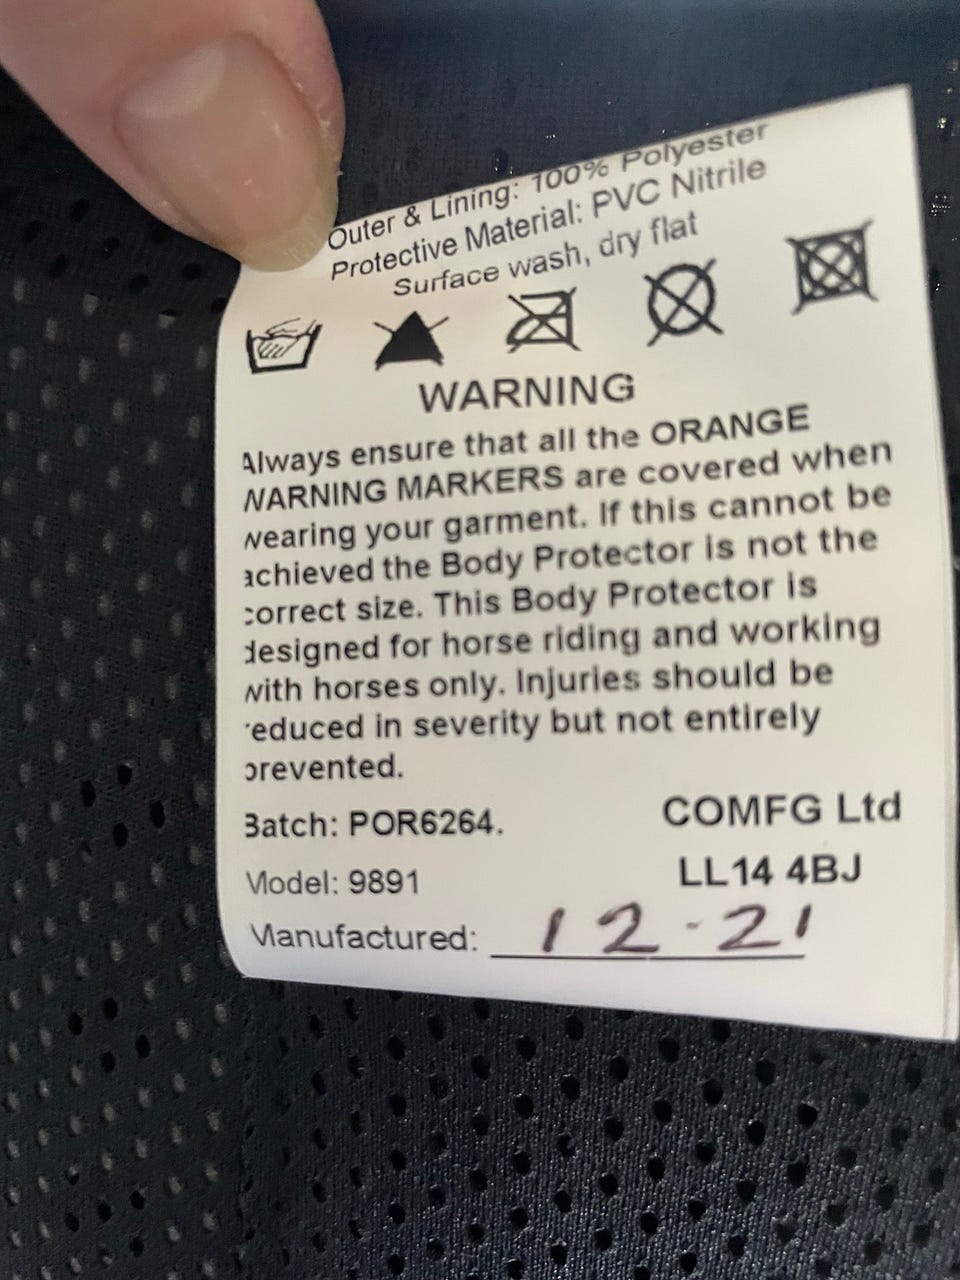 Outer & Lining: 100% Polyester
Protective Material: PVC Nitrile
Surface wash, dry flat
WARNING
Always ensure that all the ORANGE
WARNING MARKERS are covered when
wearing your garment. If this cannot be
achieved the Body Protector is not the
correct size. This Body Protector is
designed for horse riding and working
with horses only. Injuries should be
reduced in severity but not entirely
prevented.
Batch: POR6264.
COMFG Ltd
Model: 9891
LL14 4BJ
Manufactured: 12-21